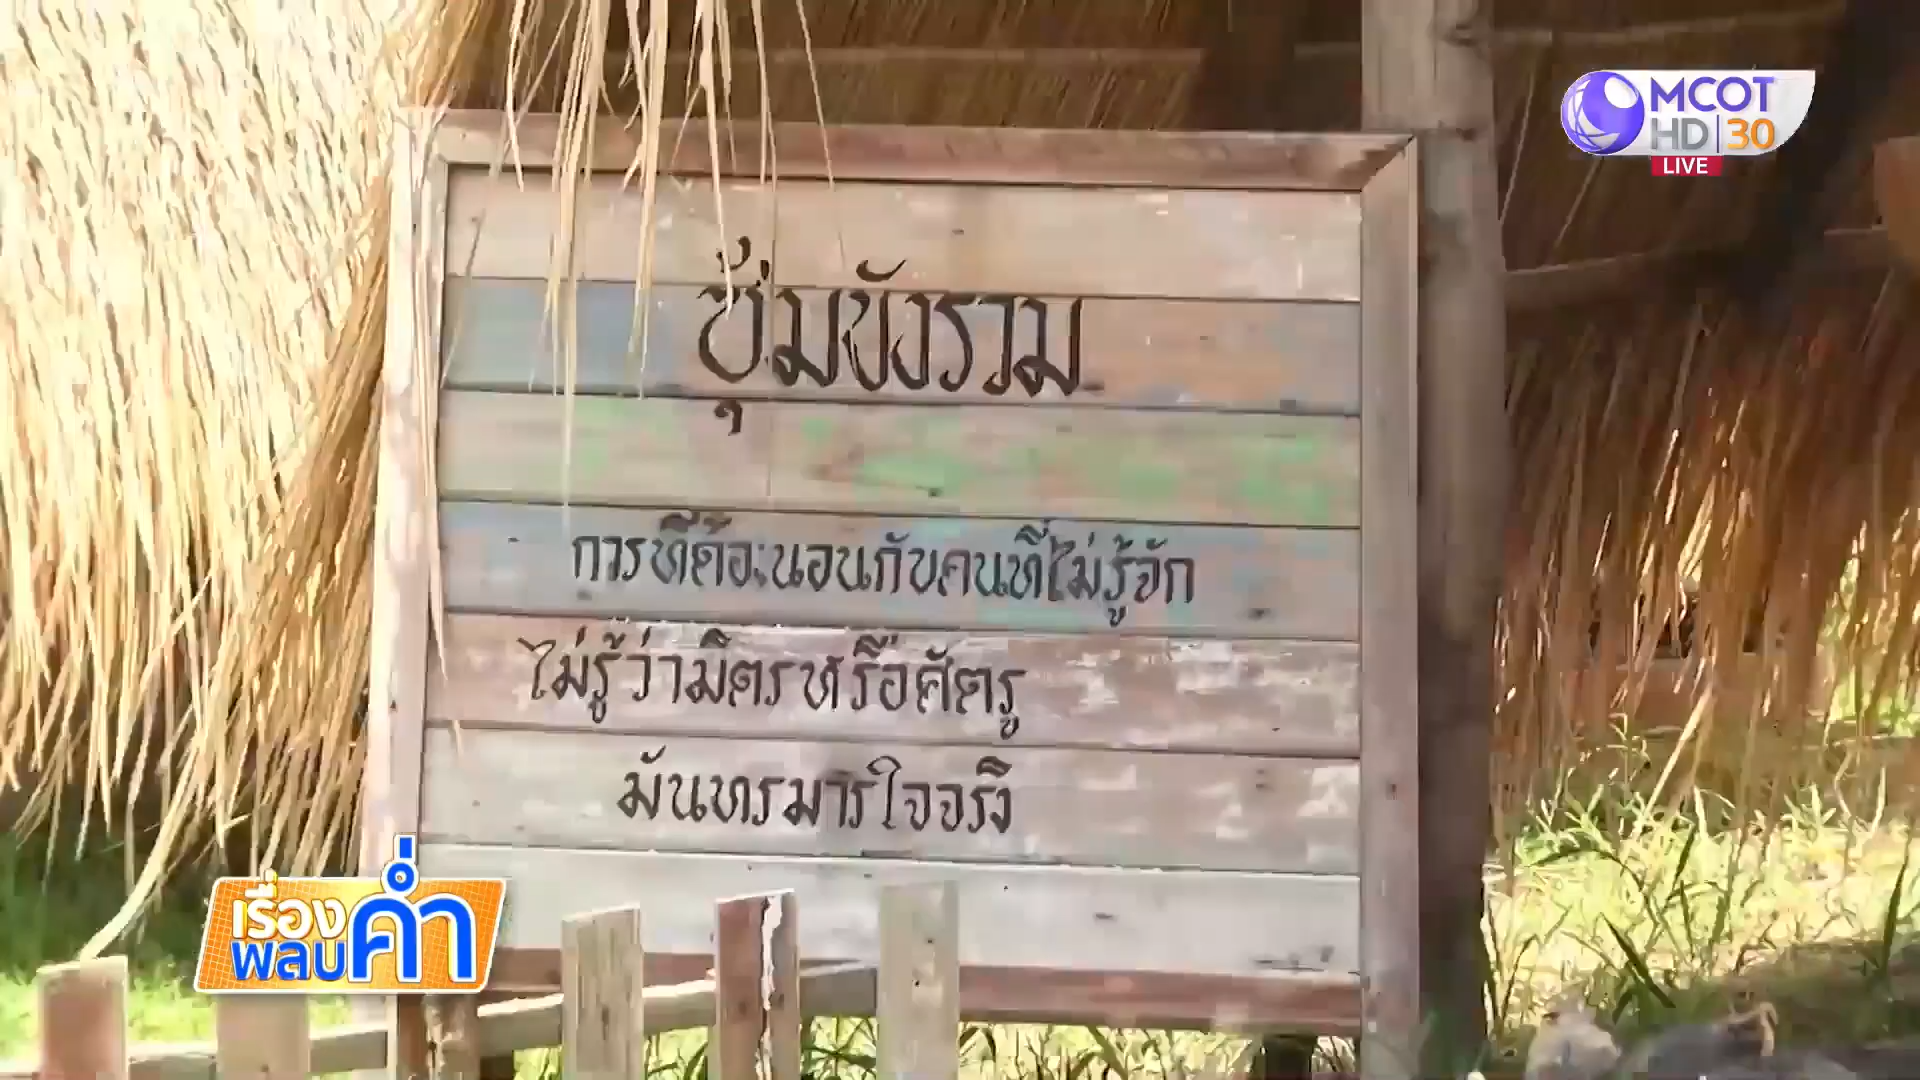 MCOT
HD 30
LIVE
ซุ้มขังรวม
การที่ต้องนอนกับคนที่ไม่รู้จัก
ไม่รู้ว่ามิตรหรือศัตรู
มันทรมารใจจริง
เรื่อง
พลบ
ค่ำ